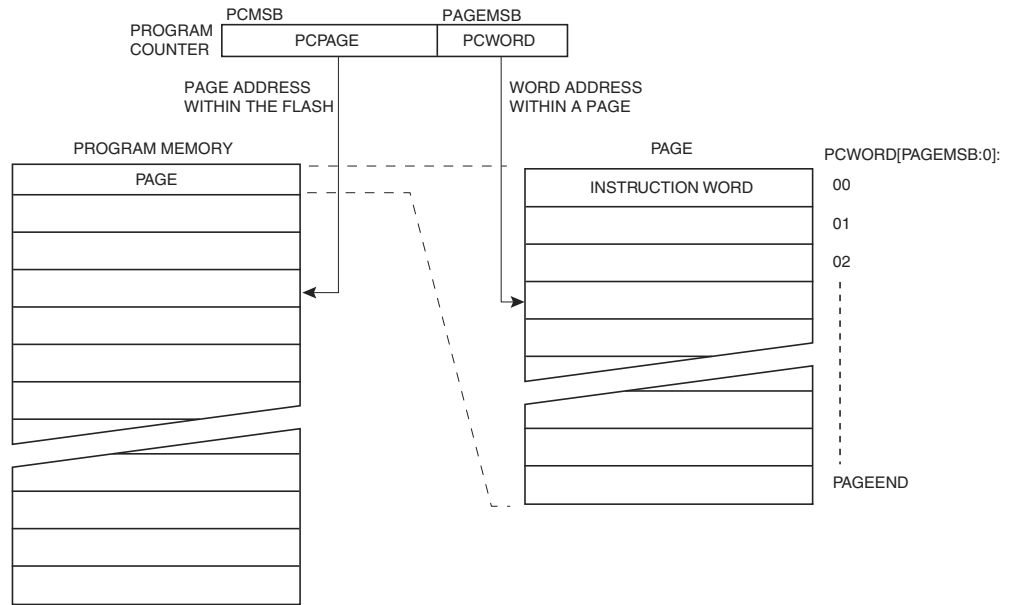 PCMSB PAGEMSB
PROGRAM
COUNTER
PCPAGE PCWORD
PAGE ADDRESS
WITHIN THE FLASH
WORD ADDRESS
WITHIN A PAGE
PROGRAM MEMORY
PAGE
PAGE
INSTRUCTION WORD
PCWORD[PAGEMSB:0]:
00
01
02
PAGEEND